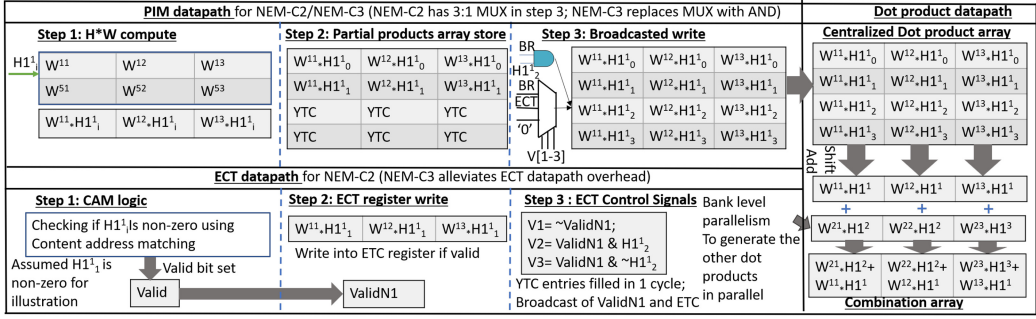 PIM datapath for NEM-C2/NEM-C3 (NEM-C2 has 3:1 MUX in step 3; NEM-C3 replaces MUX with AND)
Step 1: H*W compute
H1¹ᵢ
W¹¹ W¹² W¹³
W⁵¹ W⁵² W⁵³
W¹¹*H1¹ᵢ W¹²*H1¹ᵢ W¹³*H1¹ᵢ
Step 2: Partial products array store
W¹¹*H1¹₀ W¹²*H1¹₀ W¹³*H1¹₀
W¹¹*H1¹₁ W¹²*H1¹₁ W¹³*H1¹₁
YTC YTC YTC
YTC YTC YTC
Step 3: Broadcasted write
BR
H1¹₂
BR
ECT
‘0’
V[1-3]
W¹¹*H1¹₀ W¹²*H1¹₀ W¹³*H1¹₀
W¹¹*H1¹₁ W¹²*H1¹₁ W¹³*H1¹₁
W¹¹*H1¹₂ W¹²*H1¹₂ W¹³*H1¹₂
W¹¹*H1¹₃ W¹²*H1¹₃ W¹³*H1¹₃
ECT datapath for NEM-C2 (NEM-C3 alleviates ECT datapath overhead)
Step 1: CAM logic
Checking if H1¹ᵢIs non-zero using
Content address matching
Assumed H1¹₁ is
non-zero for
illustration
Valid bit set
Valid
ValidN1
Step 2: ECT register write
W¹¹*H1¹₁ W¹²*H1¹₁ W¹³*H1¹₁
Write into ETC register if valid
Step 3 : ECT Control Signals
V1= ~ValidN1;
V2= ValidN1 & H1¹₂
V3= ValidN1 & ~H1¹₂
YTC entries filled in 1 cycle;
Broadcast of ValidN1 and ETC
Dot product datapath
Centralized Dot product array
W¹¹*H1¹₀ W¹²*H1¹₀ W¹³*H1¹₀
W¹¹*H1¹₁ W¹²*H1¹₁ W¹³*H1¹₁
W¹¹*H1¹₂ W¹²*H1¹₂ W¹³*H1¹₂
W¹¹*H1¹₃ W¹²*H1¹₃ W¹³*H1¹₃
Shift
Add
W¹¹*H1¹ W¹²*H1¹ W¹³*H1¹
+ + +
W²¹*H1² W²²*H1² W²³*H1³
Bank level
parallelism
To generate the
other dot
products
in parallel
W²¹*H1²+ W²²*H1²+ W²³*H1³+
W¹¹*H1¹ W¹²*H1¹ W¹³*H1¹
Combination array